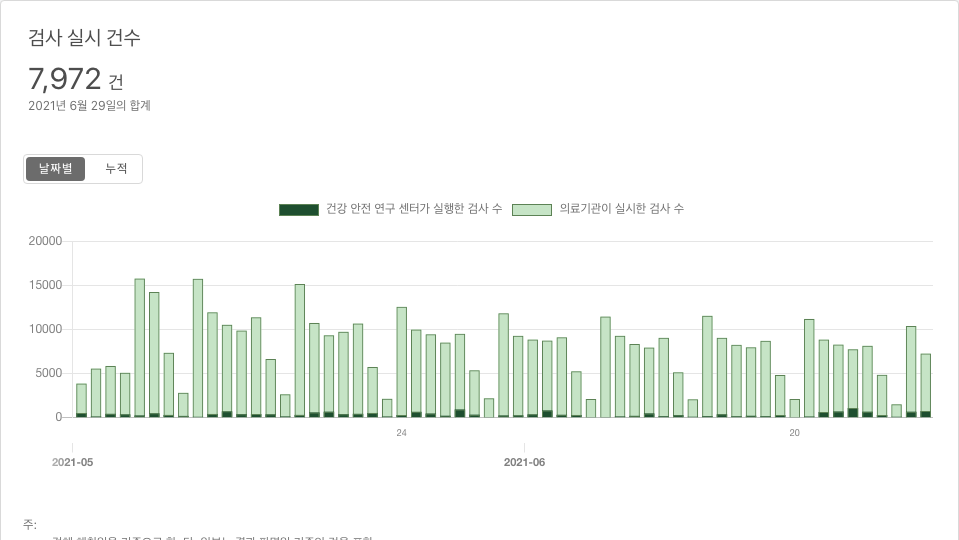 검사 실시 건수
7,972 건
2021년 6월 29일의 합계
날짜별 누적
건강 안전 연구 센터가 실행한 검사 수 의료기관이 실시한 검사 수
20000
15000
10000
5000
0
24 20
2021-05 2021-06
주: